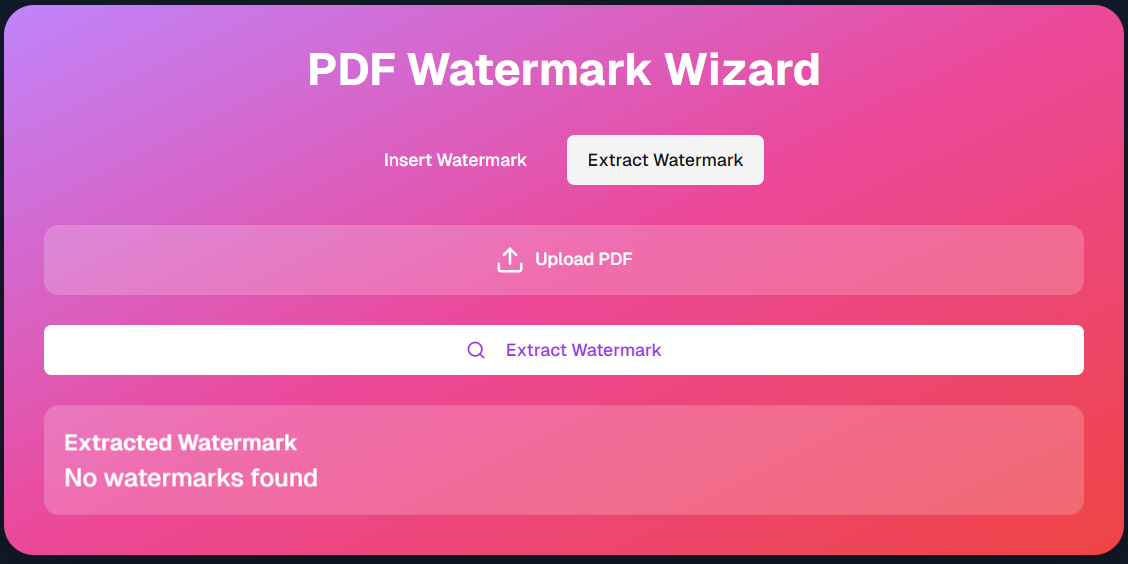 PDF Watermark Wizard
Insert Watermark
Extract Watermark
Upload PDF
Extract Watermark
Extracted Watermark
No watermarks found